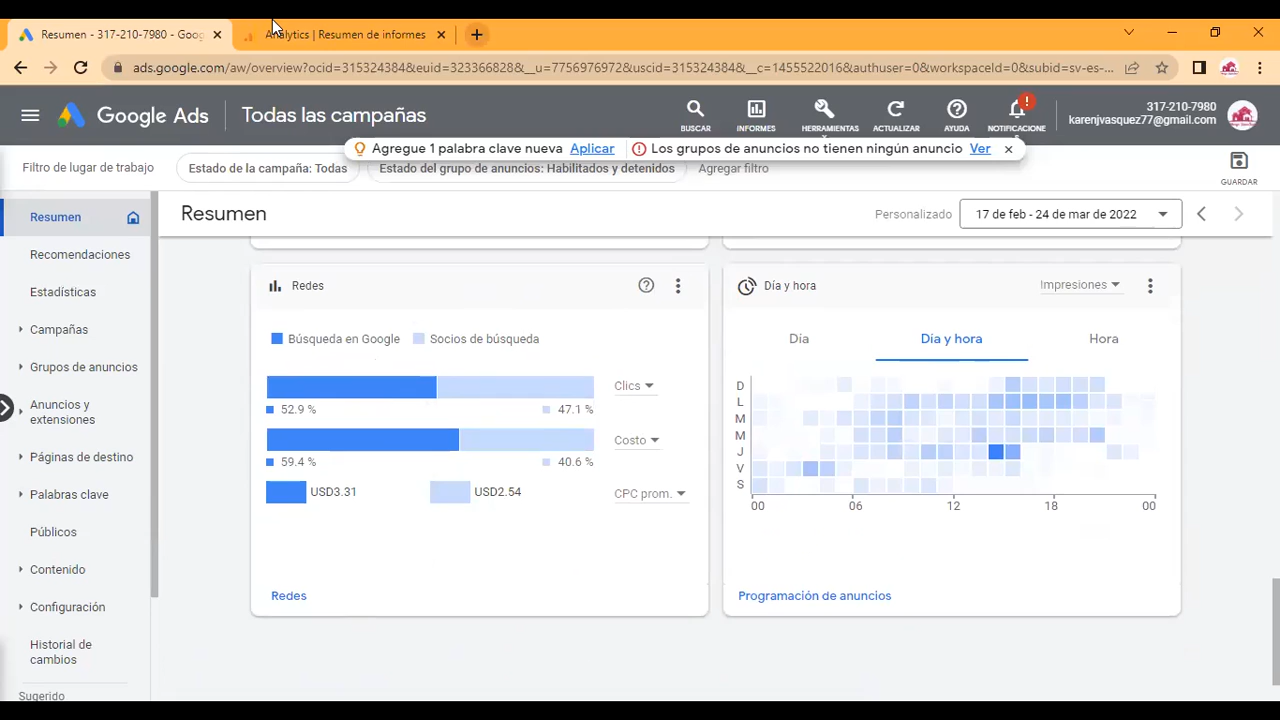 Resumen - 317-210-7980 - Goog
Analytics | Resumen de informes
ads.google.com/aw/overview?ocid=315324384&euid=323366828&__u=7756976972&uscid=315324384&__c=1455522016&authuser=0&workspaceId=0&subid=sv-es-...
Google Ads
Todas las campañas
BUSCAR
INFORMES
HERRAMIENTAS
ACTUALIZAR
AYUDA
NOTIFICACIONE
317-210-7980
karenjvasquez77@gmail.com
Agregue 1 palabra clave nueva Aplicar
Los grupos de anuncios no tienen ningún anuncio Ver
Filtro de lugar de trabajo
Estado de la campaña: Todas
Estado del grupo de anuncios: Habilitados y detenidos
Agregar filtro
GUARDAR
Resumen
Recomendaciones
Estadísticas
Campañas
Grupos de anuncios
Anuncios y
extensiones
Páginas de destino
Palabras clave
Públicos
Contenido
Configuración
Historial de
cambios
Sugerido
Resumen
Personalizado
17 de feb - 24 de mar de 2022
Redes
Búsqueda en Google
Socios de búsqueda
Clics
52.9 %
47.1 %
Costo
59.4 %
40.6 %
USD3.31
USD2.54
CPC prom.
Redes
Día y hora
Impresiones
Día
Día y hora
Hora
D
L
M
M
J
V
S
00 06 12 18 00
Programación de anuncios